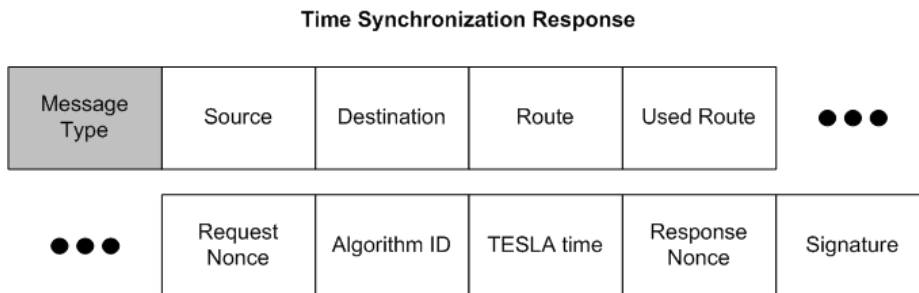 Time Synchronization Response
Message
Type
Source
Destination
Route
Used Route
Request
Nonce
Algorithm ID
TESLA time
Response
Nonce
Signature